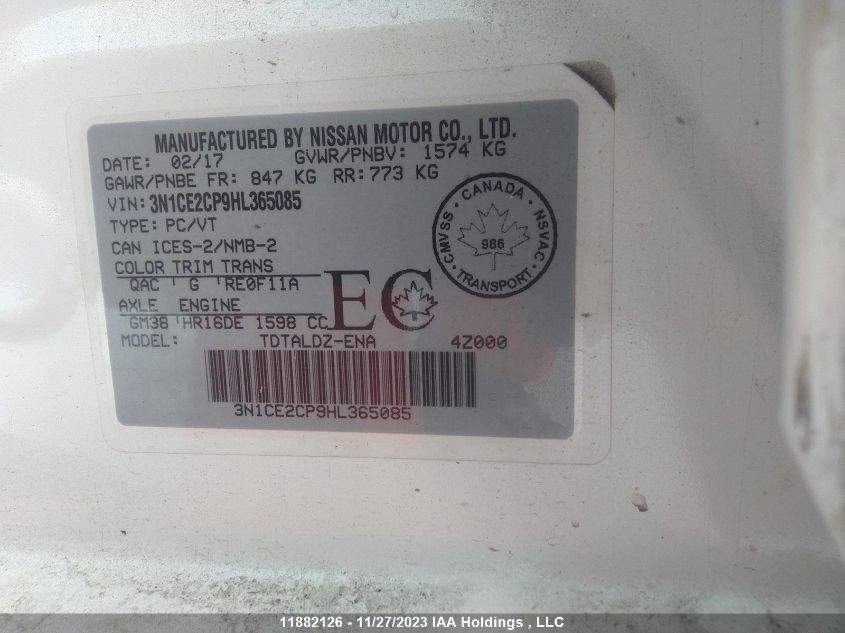 MANUFACTURED BY NISSAN MOTOR CO., LTD.
DATE: 02/17 GVWR/PNBV: 1574 KG
GAWR/PNBE FR: 847 KG RR:773 KG
VIN: 3N1CE2CP9HL365085
TYPE: PC/VT
CAN ICES-2/NMB-2
COLOR TRIM TRANS
QAC G RE0F11A
AXLE ENGINE
GM38 HR16DE 1598 CC
EC
MODEL: TDTALDZ-ENA 4Z000
3N1CE2CP9HL365085
CANADA
CMVSS NSVAC
986
TRANSPORT
11882126 - 11/27/2023 IAA Holdings , LLC